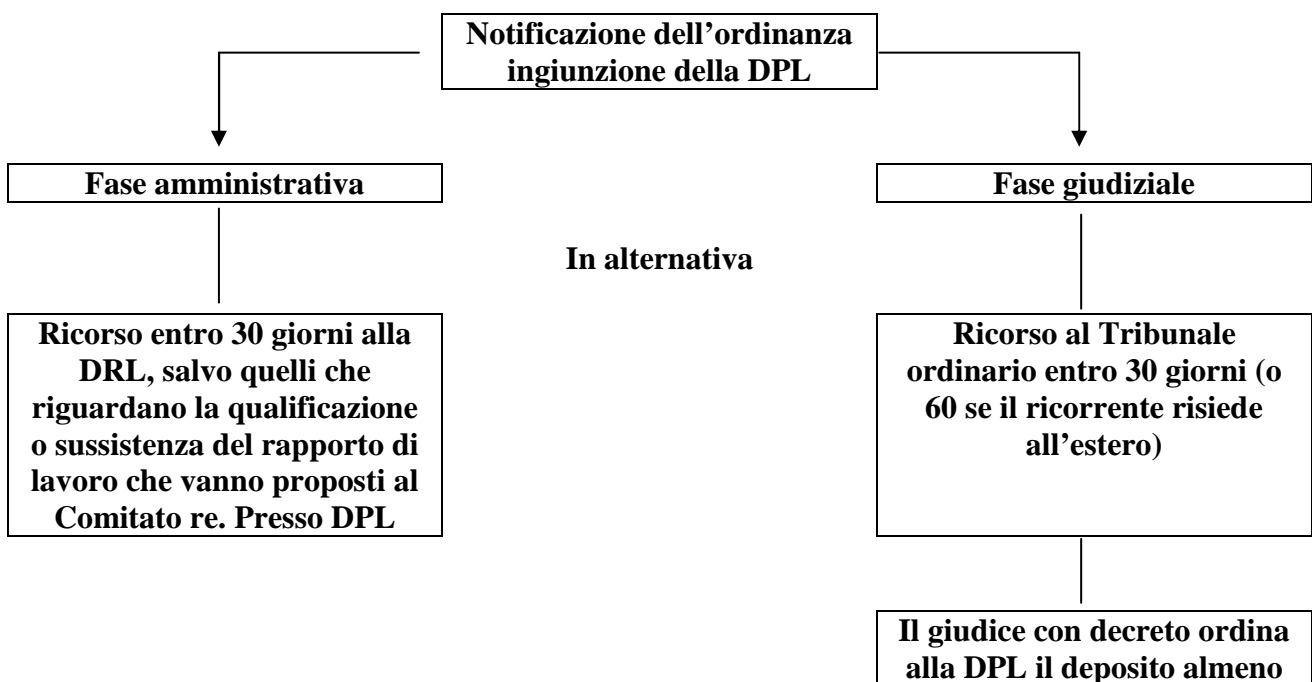 Notificazione dell’ordinanza
ingiunzione della DPL
Fase amministrativa
Fase giudiziale
In alternativa
Ricorso entro 30 giorni alla
DRL, salvo quelli che
riguardano la qualificazione
o sussistenza del rapporto di
lavoro che vanno proposti al
Comitato re. Presso DPL
Ricorso al Tribunale
ordinario entro 30 giorni (o
60 se il ricorrente risiede
all’estero)
Il giudice con decreto ordina
alla DPL il deposito almeno